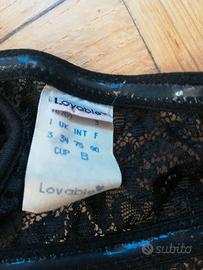 Lovable
I UK INT F
3 34 75 90
CUP B
Lovable
subito